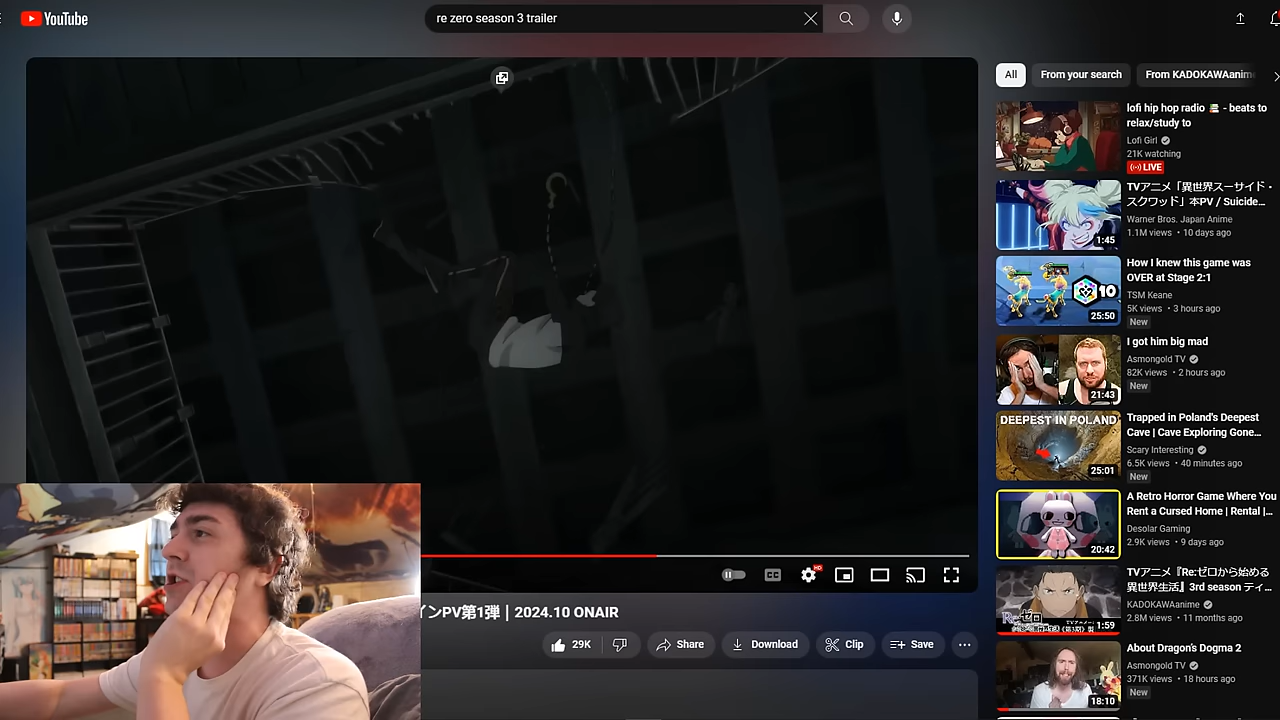 YouTube
re zero season 3 trailer
All
From your search
From KADOKAWAanim
lofi hip hop radio 📚 - beats to
relax/study to
Lofi Girl
21K watching
LIVE
TVアニメ「異世界スーサイド・
スクワッド」本PV / Suicide...
Warner Bros. Japan Anime
1.1M views • 10 days ago
1:45
How I knew this game was
OVER at Stage 2:1
TSM Keane
5K views • 3 hours ago
New
10
25:50
I got him big mad
Asmongold TV
82K views • 2 hours ago
New
21:43
DEEPEST IN POLAND
Trapped in Poland's Deepest
Cave | Cave Exploring Gone...
Scary Interesting
6.5K views • 40 minutes ago
New
25:01
A Retro Horror Game Where You
Rent a Cursed Home | Rental |...
Desolar Gaming
2.9K views • 9 days ago
20:42
TVアニメ『Re:ゼロから始める
異世界生活』3rd season ティ...
KADOKAWAanime
2.8M views • 11 months ago
1:59
About Dragon's Dogma 2
Asmongold TV
371K views • 18 hours ago
New
18:10
CC
HD
インPV第1弾｜2024.10 ONAIR
29K
Share
Download
Clip
Save